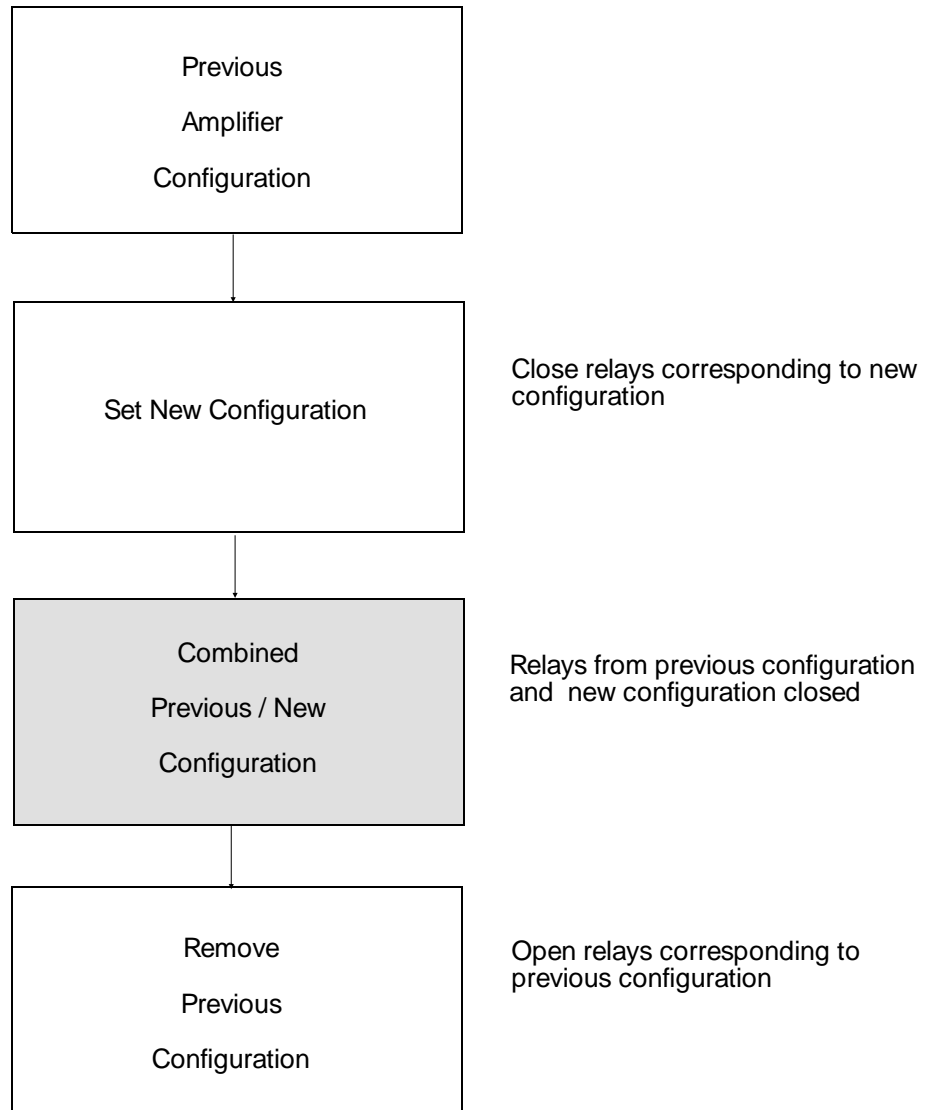 Previous
Amplifier
Configuration
Set New Configuration
Close relays corresponding to new
configuration
Combined
Previous / New
Configuration
Relays from previous configuration
and new configuration closed
Remove
Previous
Configuration
Open relays corresponding to
previous configuration